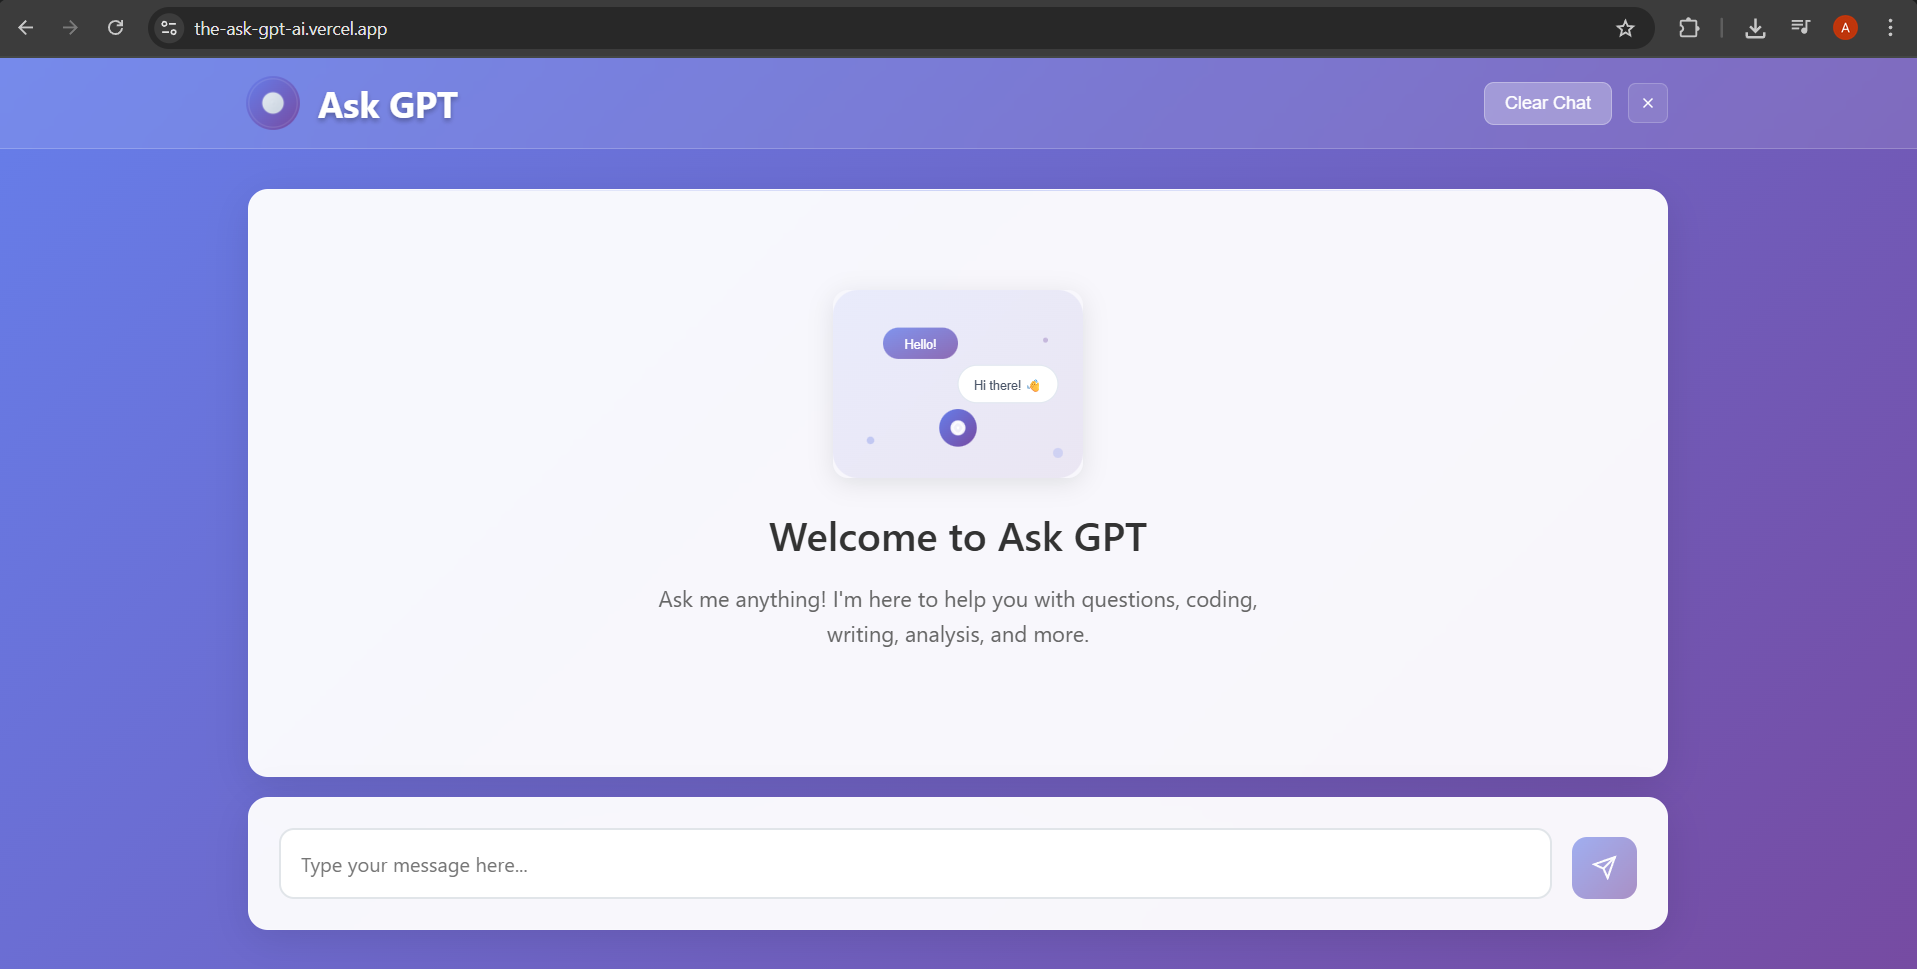 the-ask-gpt-ai.vercel.app
A
Ask GPT
Clear Chat
×
Hello!
Hi there! 👋
Welcome to Ask GPT
Ask me anything! I'm here to help you with questions, coding,
writing, analysis, and more.
Type your message here...